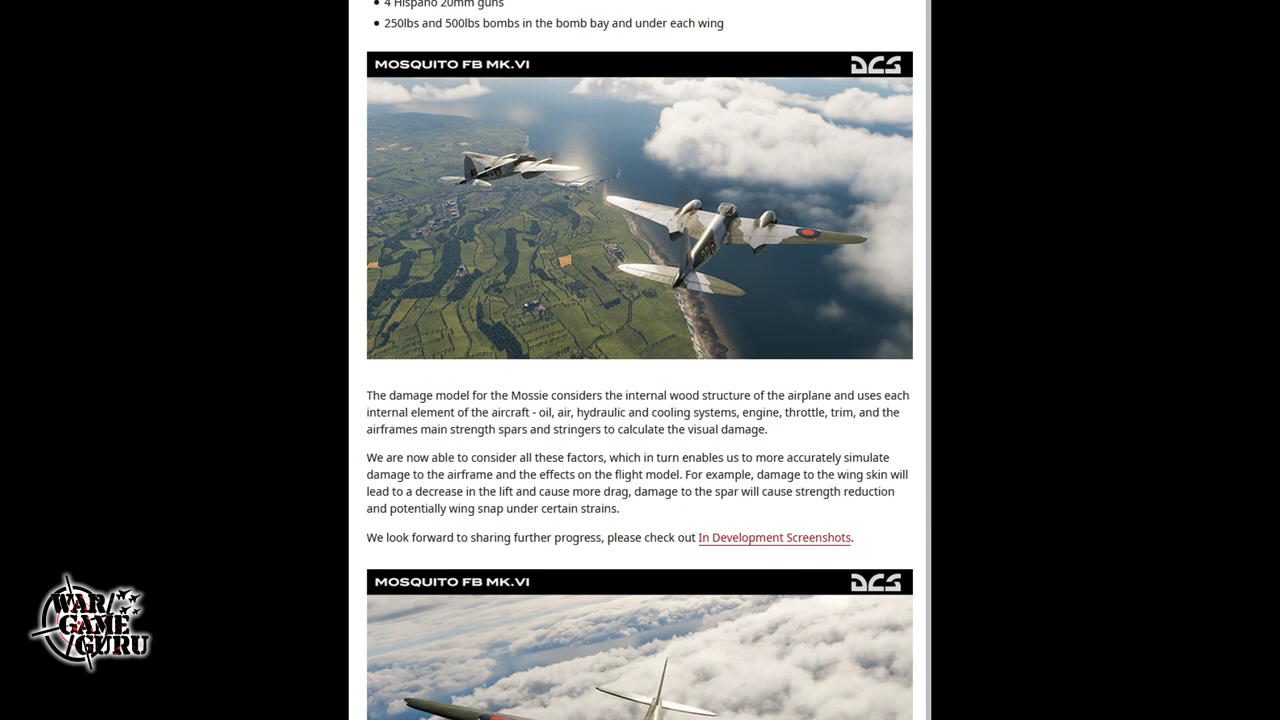 4 Hispano 20mm guns
250lbs and 500lbs bombs in the bomb bay and under each wing
MOSQUITO FB MK.VI
DCS
The damage model for the Mossie considers the internal wood structure of the airplane and uses each
internal element of the aircraft - oil, air, hydraulic and cooling systems, engine, throttle, trim, and the
airframes main strength spars and stringers to calculate the visual damage.
We are now able to consider all these factors, which in turn enables us to more accurately simulate
damage to the airframe and the effects on the flight model. For example, damage to the wing skin will
lead to a decrease in the lift and cause more drag, damage to the spar will cause strength reduction
and potentially wing snap under certain strains.
We look forward to sharing further progress, please check out In Development Screenshots.
MOSQUITO FB MK.VI
DCS
WAR/
GAME
/GURU